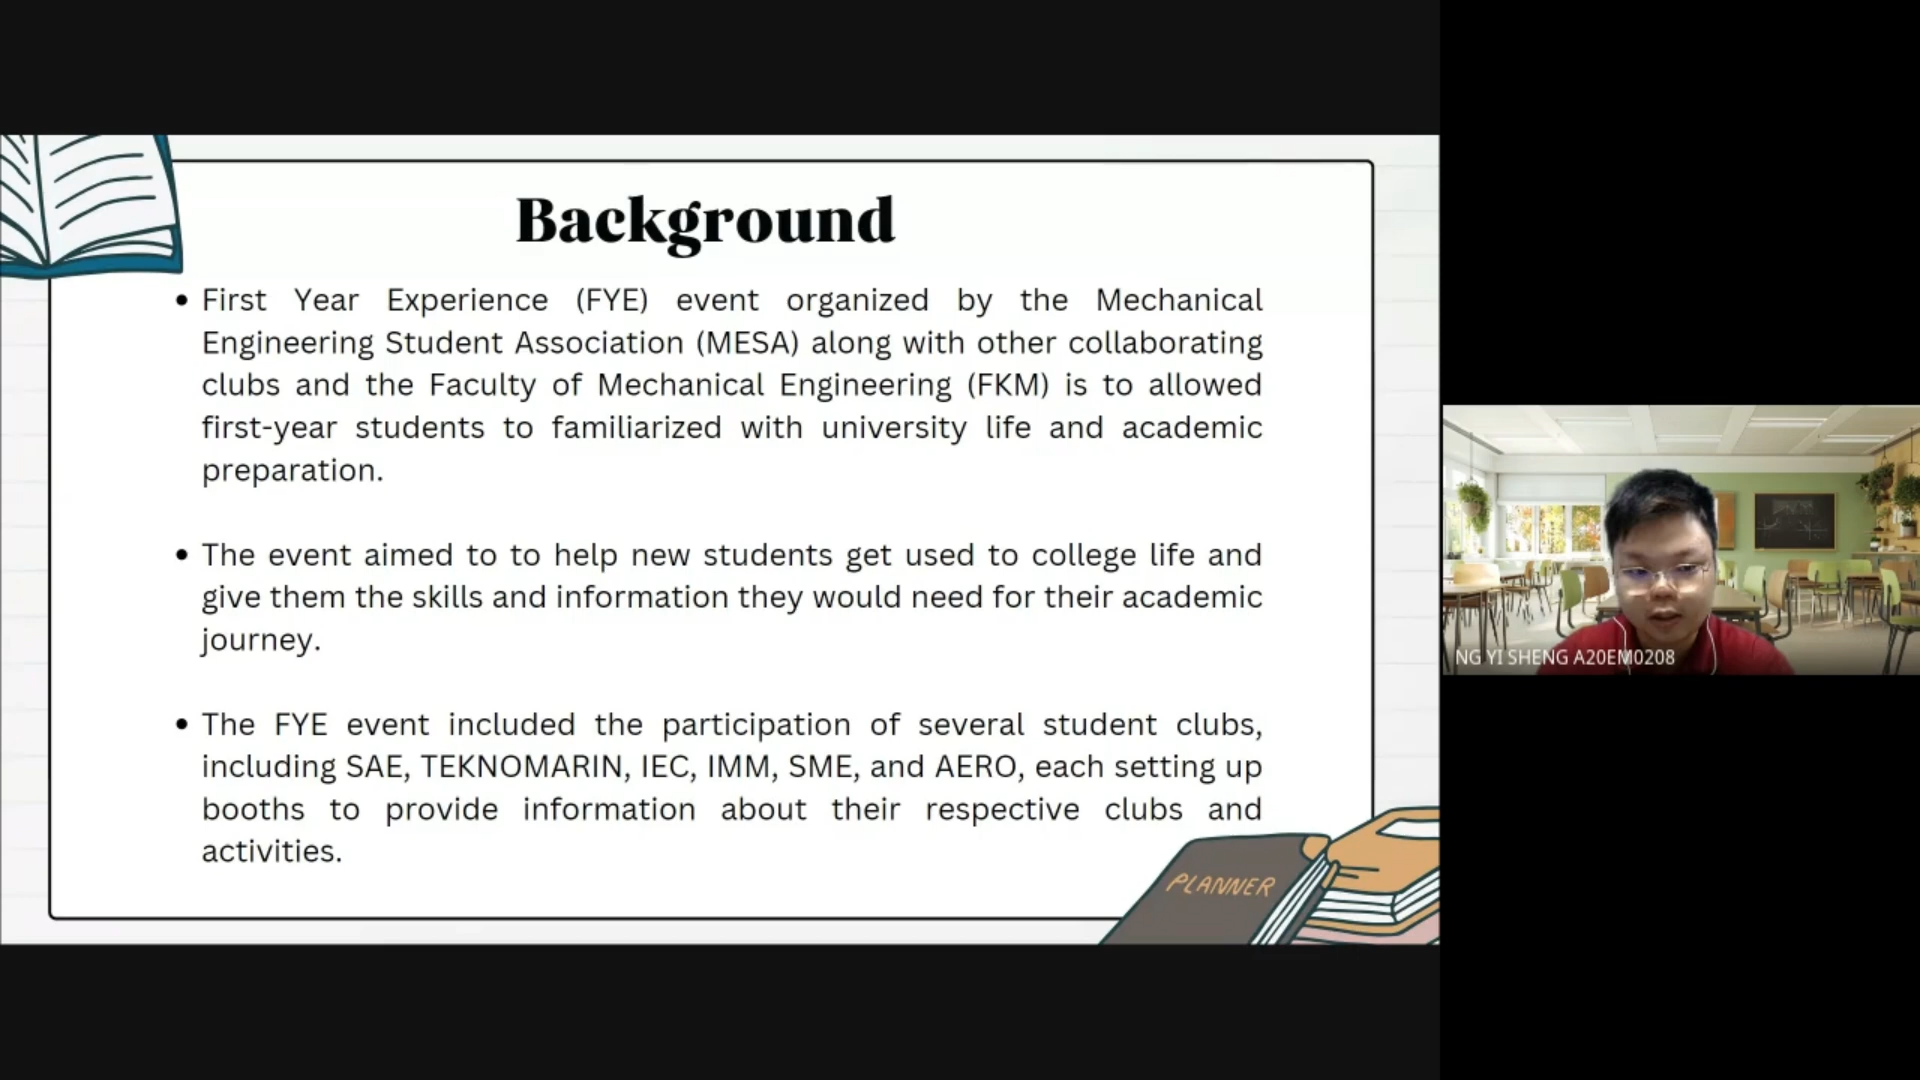 Background
• First Year Experience (FYE) event organized by the Mechanical
Engineering Student Association (MESA) along with other collaborating
clubs and the Faculty of Mechanical Engineering (FKM) is to allowed
first-year students to familiarized with university life and academic
preparation.
• The event aimed to to help new students get used to college life and
give them the skills and information they would need for their academic
journey.
• The FYE event included the participation of several student clubs,
including SAE, TEKNOMARIN, IEC, IMM, SME, and AERO, each setting up
booths to provide information about their respective clubs and
activities.
PLANNER
NG YI SHENG A20EM0208